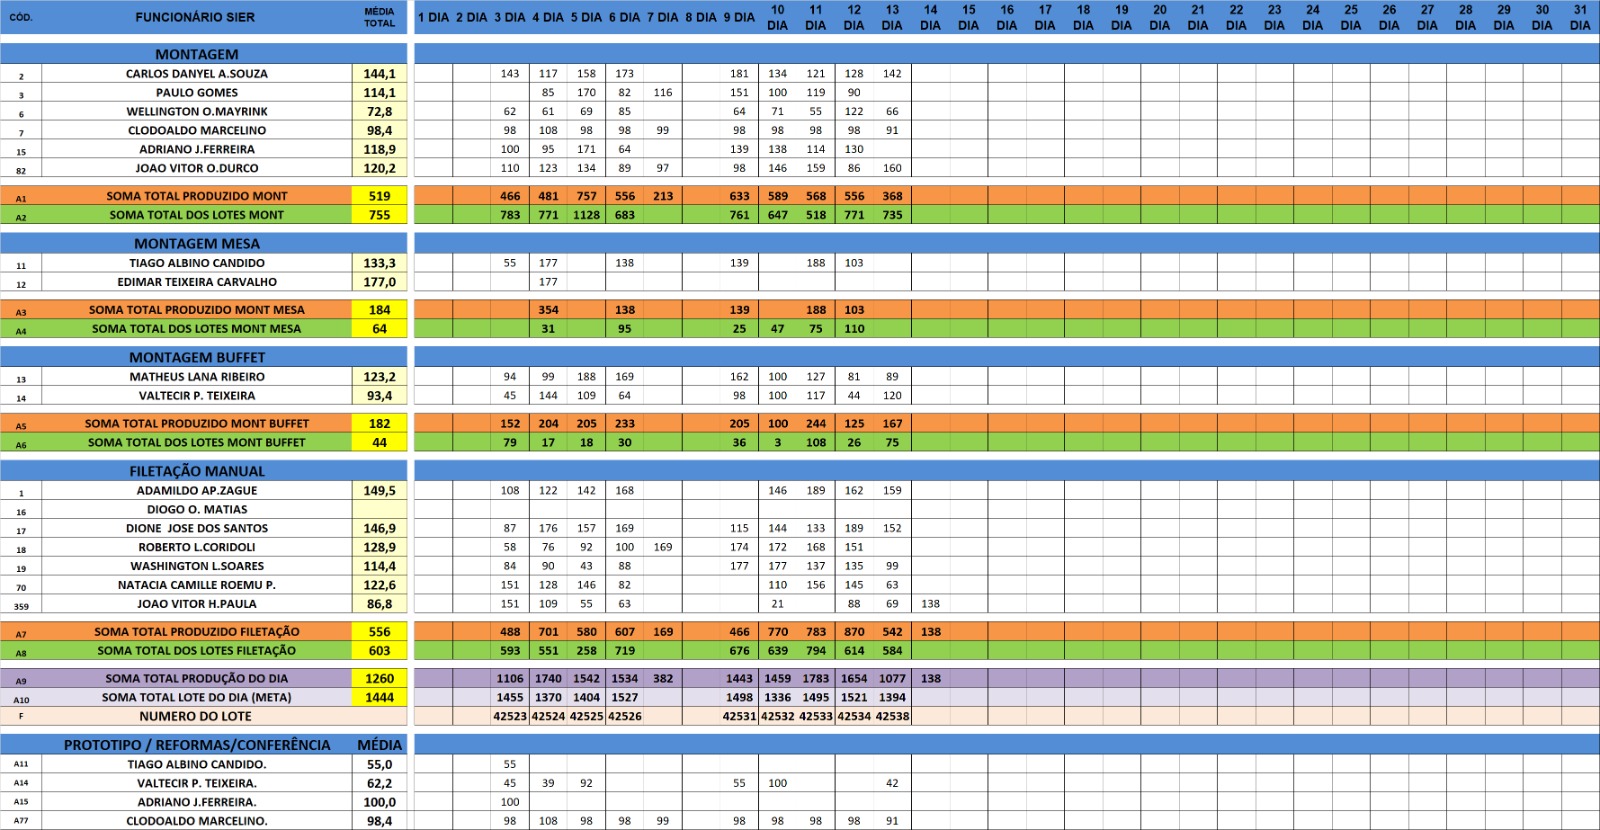 CÓD. FUNCIONÁRIO SIER MÉDIA TOTAL 1 DIA 2 DIA 3 DIA 4 DIA 5 DIA 6 DIA 7 DIA 8 DIA 9 DIA 10 DIA 11 DIA 12 DIA 13 DIA 14 DIA 15 DIA 16 DIA 17 DIA 18 DIA 19 DIA 20 DIA 21 DIA 22 DIA 23 DIA 24 DIA 25 DIA 26 DIA 27 DIA 28 DIA 29 DIA 30 DIA 31 DIA
MONTAGEM
2 CARLOS DANYEL A.SOUZA 144,1 143 117 158 173 181 134 121 128 142
3 PAULO GOMES 114,1 85 170 82 116 151 100 119 90
6 WELLINGTON O.MAYRINK 72,8 62 61 69 85 64 71 55 122 66
7 CLODOALDO MARCELINO 98,4 98 108 98 98 99 98 98 98 98 91
15 ADRIANO J.FERREIRA 118,9 100 95 171 64 139 138 114 130
82 JOAO VITOR O.DURCO 120,2 110 123 134 89 97 98 146 159 86 160
A1 SOMA TOTAL PRODUZIDO MONT 519 466 481 757 556 213 633 589 568 556 368
A2 SOMA TOTAL DOS LOTES MONT 755 783 771 1128 683 761 647 518 771 735
MONTAGEM MESA
11 TIAGO ALBINO CANDIDO 133,3 55 177 138 139 188 103
12 EDIMAR TEIXEIRA CARVALHO 177,0 177
A3 SOMA TOTAL PRODUZIDO MONT MESA 184 354 138 139 188 103
A4 SOMA TOTAL DOS LOTES MONT MESA 64 31 95 25 47 75 110
MONTAGEM BUFFET
13 MATHEUS LANA RIBEIRO 123,2 94 99 188 169 162 100 127 81 89
14 VALTECIR P. TEIXEIRA 93,4 45 144 109 64 98 100 117 44 120
A5 SOMA TOTAL PRODUZIDO MONT BUFFET 182 152 204 205 233 205 100 244 125 167
A6 SOMA TOTAL DOS LOTES MONT BUFFET 44 79 17 18 30 36 3 108 26 75
FILETAÇÃO MANUAL
1 ADAMILDO AP.ZAGUE 149,5 108 122 142 168 146 189 162 159
16 DIOGO O. MATIAS
17 DIONE JOSE DOS SANTOS 146,9 87 176 157 169 115 144 133 189 152
18 ROBERTO L.CORIDOLI 128,9 58 76 92 100 169 174 172 168 151
19 WASHINGTON L.SOARES 114,4 84 90 43 88 177 177 137 135 99
70 NATACIA CAMILLE ROEMU P. 122,6 151 128 146 82 110 156 145 63
359 JOAO VITOR H.PAULA 86,8 151 109 55 63 21 88 69 138
A7 SOMA TOTAL PRODUZIDO FILETAÇÃO 556 488 701 580 607 169 466 770 783 870 542 138
A8 SOMA TOTAL DOS LOTES FILETAÇÃO 603 593 551 258 719 676 639 794 614 584
A9 SOMA TOTAL PRODUÇÃO DO DIA 1260 1106 1740 1542 1534 382 1443 1459 1783 1654 1077 138
A10 SOMA TOTAL LOTE DO DIA (META) 1444 1455 1370 1404 1527 1498 1336 1495 1521 1394
F NUMERO DO LOTE 42523 42524 42525 42526 42531 42532 42533 42534 42538
PROTOTIPO / REFORMAS/CONFERÊNCIA MÉDIA
A11 TIAGO ALBINO CANDIDO. 55,0 55
A14 VALTECIR P. TEIXEIRA. 62,2 45 39 92 55 100 42
A15 ADRIANO J.FERREIRA. 100,0 100
A77 CLODOALDO MARCELINO. 98,4 98 108 98 98 99 98 98 98 98 91